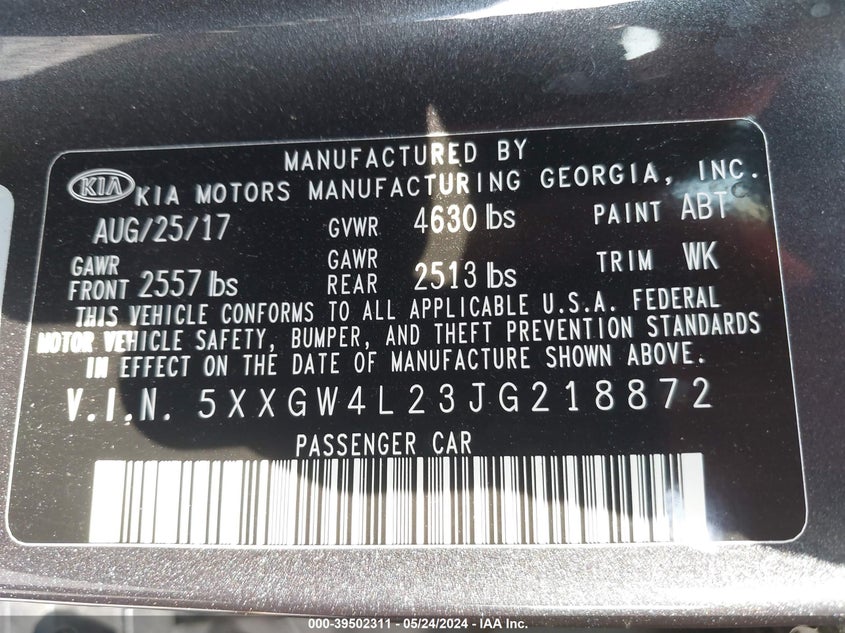 MANUFACTURED BY
KIA KIA MOTORS MANUFACTURING GEORGIA, INC.
AUG/25/17 GVWR 4630 lbs PAINT ABT
GAWR FRONT 2557 lbs GAWR REAR 2513 lbs TRIM WK
THIS VEHICLE CONFORMS TO ALL APPLICABLE U.S.A. FEDERAL
MOTOR VEHICLE SAFETY, BUMPER, AND THEFT PREVENTION STANDARDS
IN EFFECT ON THE DATE OF MANUFACTURE SHOWN ABOVE.
V.I.N. 5XXGW4L23JG218872
PASSENGER CAR
000-39502311 - 05/24/2024 - IAA Inc.